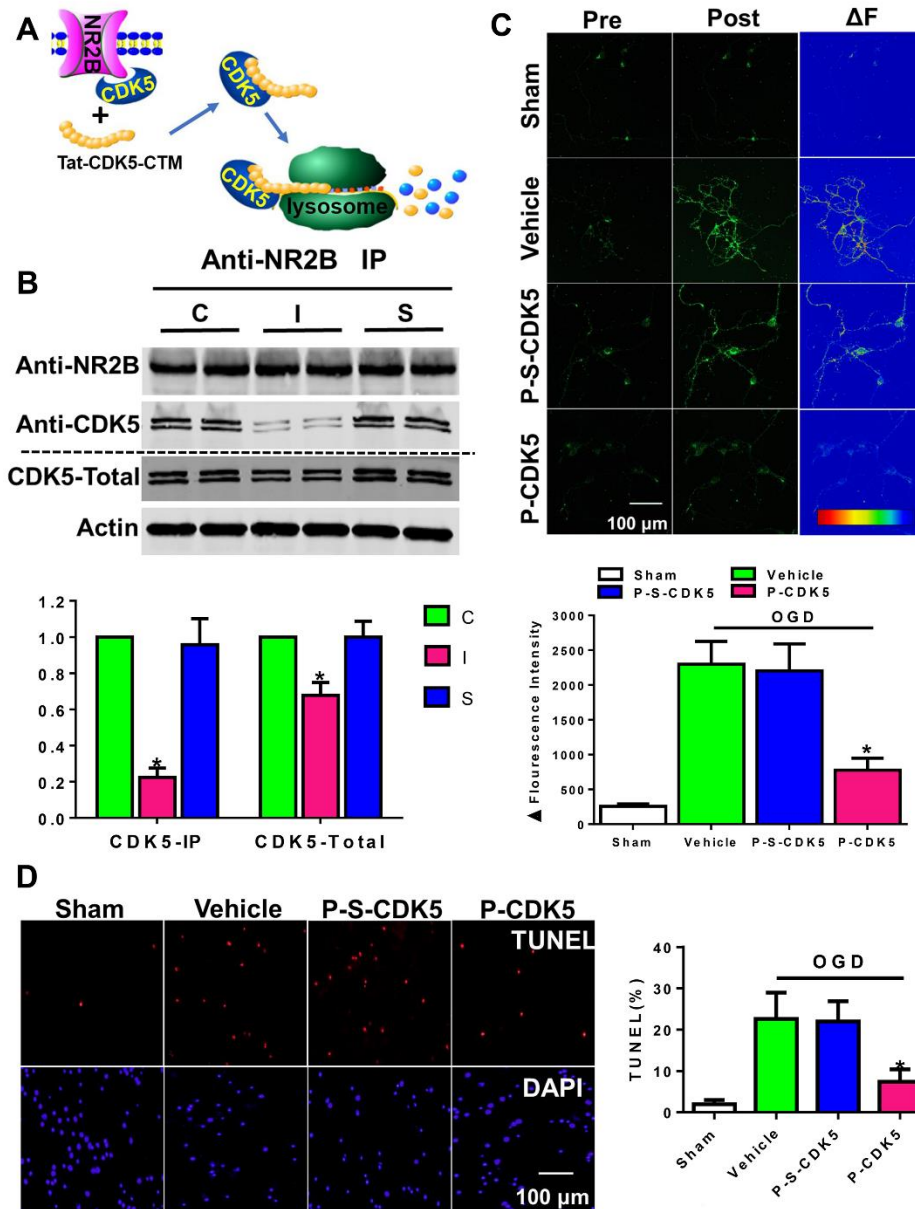 A
NR2B
CDK5
+
Tat-CDK5-CTM
CDK5
CDK5
lysosome
B
Anti-NR2B IP
C I S
Anti-NR2B
Anti-CDK5
CDK5-Total
Actin
1.2
1.0
0.8
0.6
0.4
0.2
0.0
*
*
CDK5-IP CDK5-Total
C
I
S
C
Pre Post ΔF
Sham
Vehicle
P-S-CDK5
P-CDK5
100 μm
Sham Vehicle
P-S-CDK5 P-CDK5
OGD
▲ Flourescence Intensity
3000
2500
2000
1500
1000
500
0
*
Sham Vehicle P-S-CDK5 P-CDK5
D
Sham Vehicle P-S-CDK5 P-CDK5
TUNEL
DAPI
100 μm
TUNEL(%)
40
30
20
10
0
OGD
*
Sham Vehicle P-S-CDK5 P-CDK5